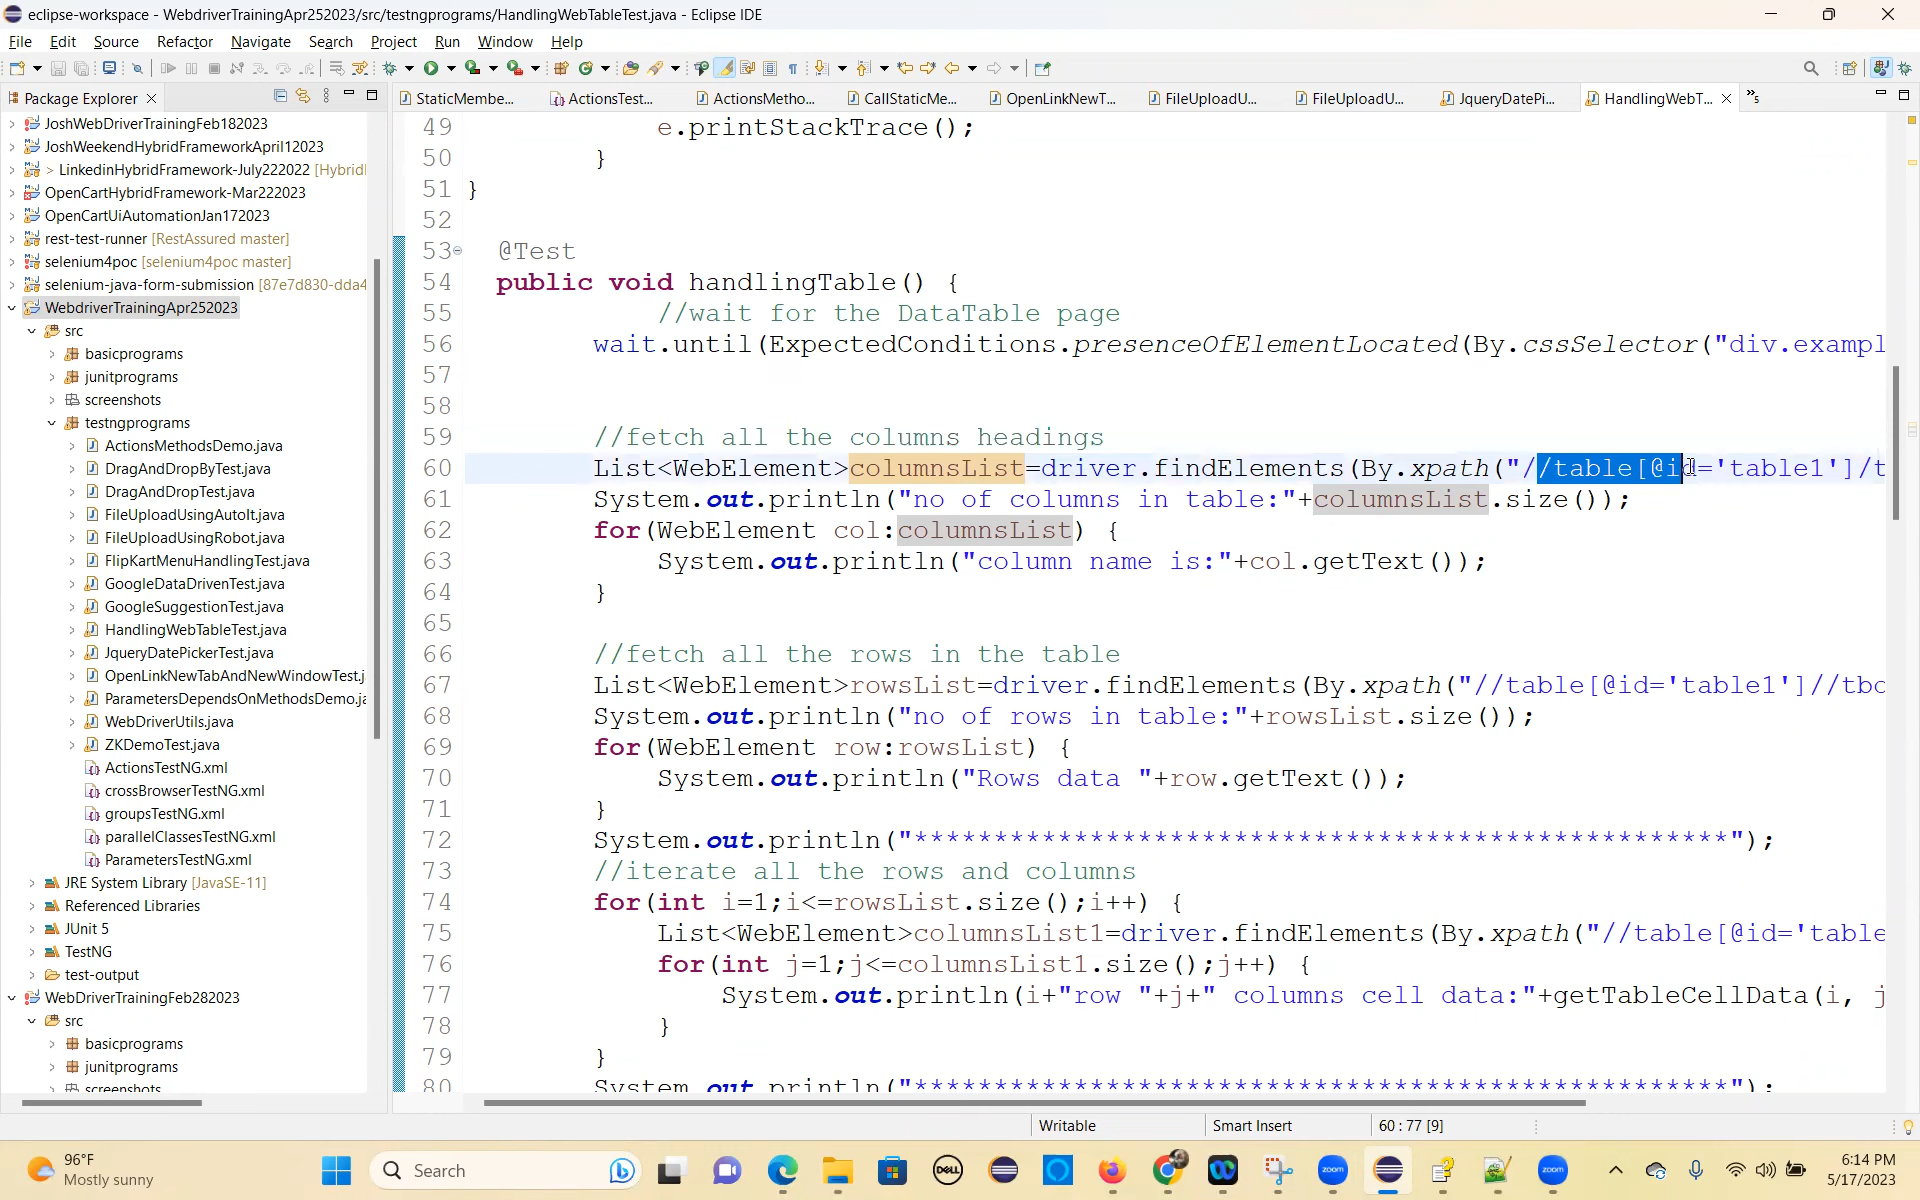 eclipse-workspace - WebdriverTrainingApr252023/src/testngprograms/HandlingWebTableTest.java - Eclipse IDE
File Edit Source Refactor Navigate Search Project Run Window Help
Package Explorer
StaticMembe... ActionsTest... ActionsMetho... CallStaticMe... OpenLinkNewT... FileUploadU... FileUploadU... JqueryDatePi... HandlingWebT... »5
JoshWebDriverTrainingFeb182023
JoshWeekendHybridFrameworkApril12023
> LinkedinHybridFramework-July222022 [Hybrid
OpenCartHybridFramework-Mar222023
OpenCartUiAutomationJan172023
rest-test-runner [RestAssured master]
selenium4poc [selenium4poc master]
selenium-java-form-submission [87e7d830-dda4
WebdriverTrainingApr252023
src
basicprograms
junitprograms
screenshots
testngprograms
ActionsMethodsDemo.java
DragAndDropByTest.java
DragAndDropTest.java
FileUploadUsingAutoIt.java
FileUploadUsingRobot.java
FlipKartMenuHandlingTest.java
GoogleDataDrivenTest.java
GoogleSuggestionTest.java
HandlingWebTableTest.java
JqueryDatePickerTest.java
OpenLinkNewTabAndNewWindowTest.j
ParametersDependsOnMethodsDemo.ja
WebDriverUtils.java
ZKDemoTest.java
ActionsTestNG.xml
crossBrowserTestNG.xml
groupsTestNG.xml
parallelClassesTestNG.xml
ParametersTestNG.xml
JRE System Library [JavaSE-11]
Referenced Libraries
JUnit 5
TestNG
test-output
WebDriverTrainingFeb282023
src
basicprograms
junitprograms
screenshots
49 e.printStackTrace();
50 }
51 }
52
53 @Test
54 public void handlingTable() {
55 //wait for the DataTable page
56 wait.until(ExpectedConditions.presenceOfElementLocated(By.cssSelector("div.exampl
57
58
59 //fetch all the columns headings
60 List<WebElement>columnsList=driver.findElements(By.xpath("//table[@id='table1']/t
61 System.out.println("no of columns in table:"+columnsList.size());
62 for(WebElement col:columnsList) {
63 System.out.println("column name is:"+col.getText());
64 }
65
66 //fetch all the rows in the table
67 List<WebElement>rowsList=driver.findElements(By.xpath("//table[@id='table1']//tbo
68 System.out.println("no of rows in table:"+rowsList.size());
69 for(WebElement row:rowsList) {
70 System.out.println("Rows data "+row.getText());
71 }
72 System.out.println("***************************************************");
73 //iterate all the rows and columns
74 for(int i=1;i<=rowsList.size();i++) {
75 List<WebElement>columnsList1=driver.findElements(By.xpath("//table[@id='table
76 for(int j=1;j<=columnsList1.size();j++) {
77 System.out.println(i+"row "+j+" columns cell data:"+getTableCellData(i, j
78 }
79 }
80 System.out.println("***************************************************");
Writable Smart Insert 60 : 77 [9]
96°F
Mostly sunny
Search
DELL
zoom
zoom
6:14 PM
5/17/2023